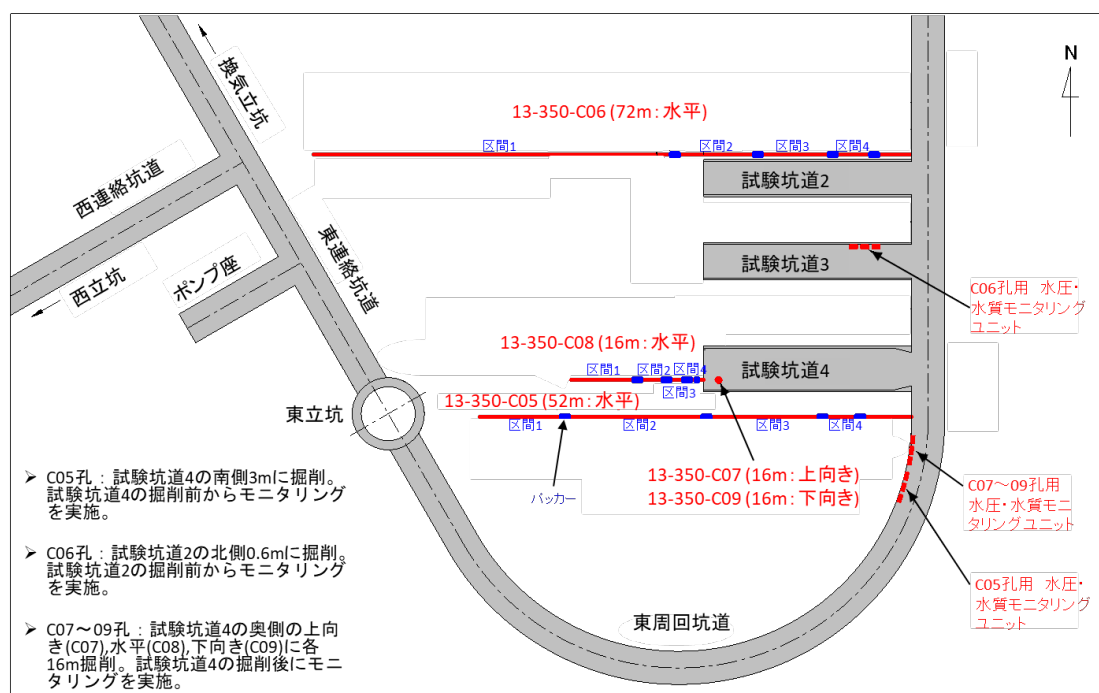 N
換気立坑
13-350-C06 (72m：水平)
区間1
区間2
区間3
区間4
試験坑道2
西連絡坑道
東連絡坑道
ポンプ座
西立坑
試験坑道3
C06孔用 水圧・
水質モニタリング
ユニット
13-350-C08 (16m：水平)
区間1
区間2
区間4
区間3
試験坑道4
13-350-C05 (52m：水平)
東立坑
区間1
区間2
区間3
区間4
パッカー
13-350-C07 (16m：上向き)
13-350-C09 (16m：下向き)
C07～09孔用
水圧・水質モニ
タリングユニット
C05孔用 水圧・
水質モニタリング
ユニット
東周回坑道
➢ C05孔：試験坑道4の南側3mに掘削。
試験坑道4の掘削前からモニタリング
を実施。
➢ C06孔：試験坑道2の北側0.6mに掘削。
試験坑道2の掘削前からモニタリング
を実施。
➢ C07～09孔：試験坑道4の奥側の上向
き(C07),水平(C08),下向き(C09)に各
16m掘削。試験坑道4の掘削後にモニ
タリングを実施。